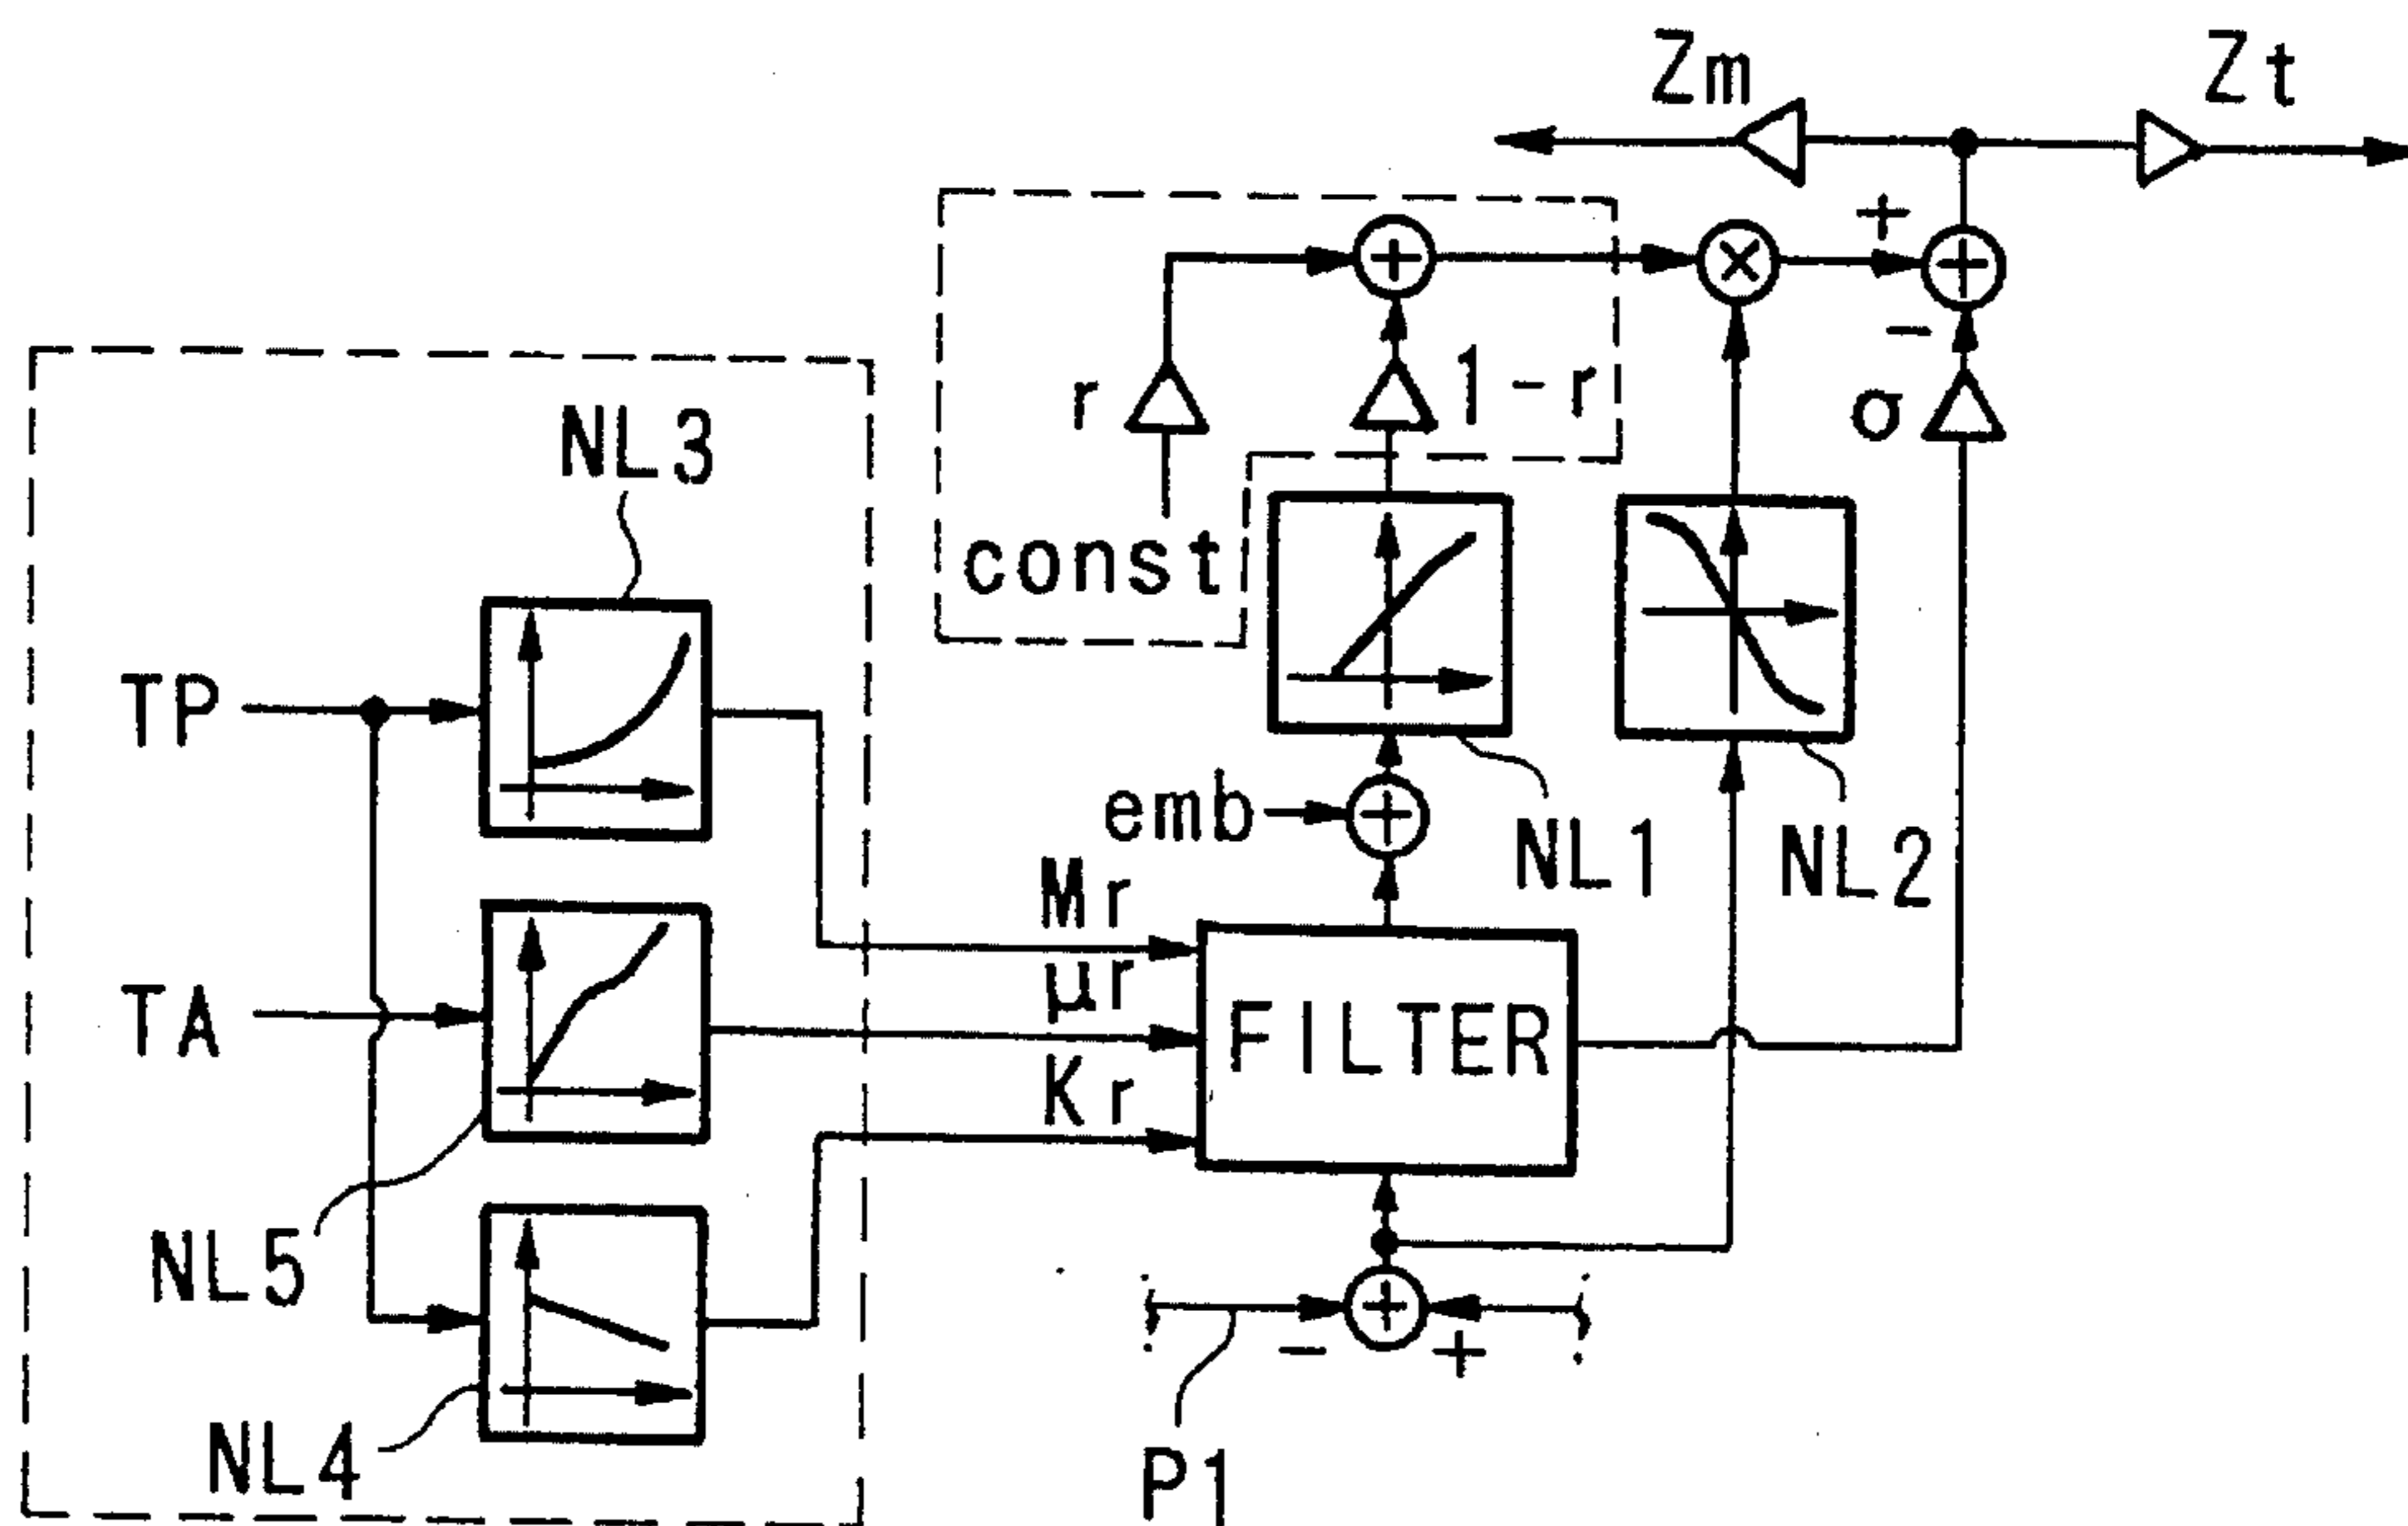 Zm
Zt
+
r
1-r
-
σ
NL3
const
TP
emb
NL1
NL2
Mr
μr
TA
FILTER
Kr
NL5
- +
NL4
P1